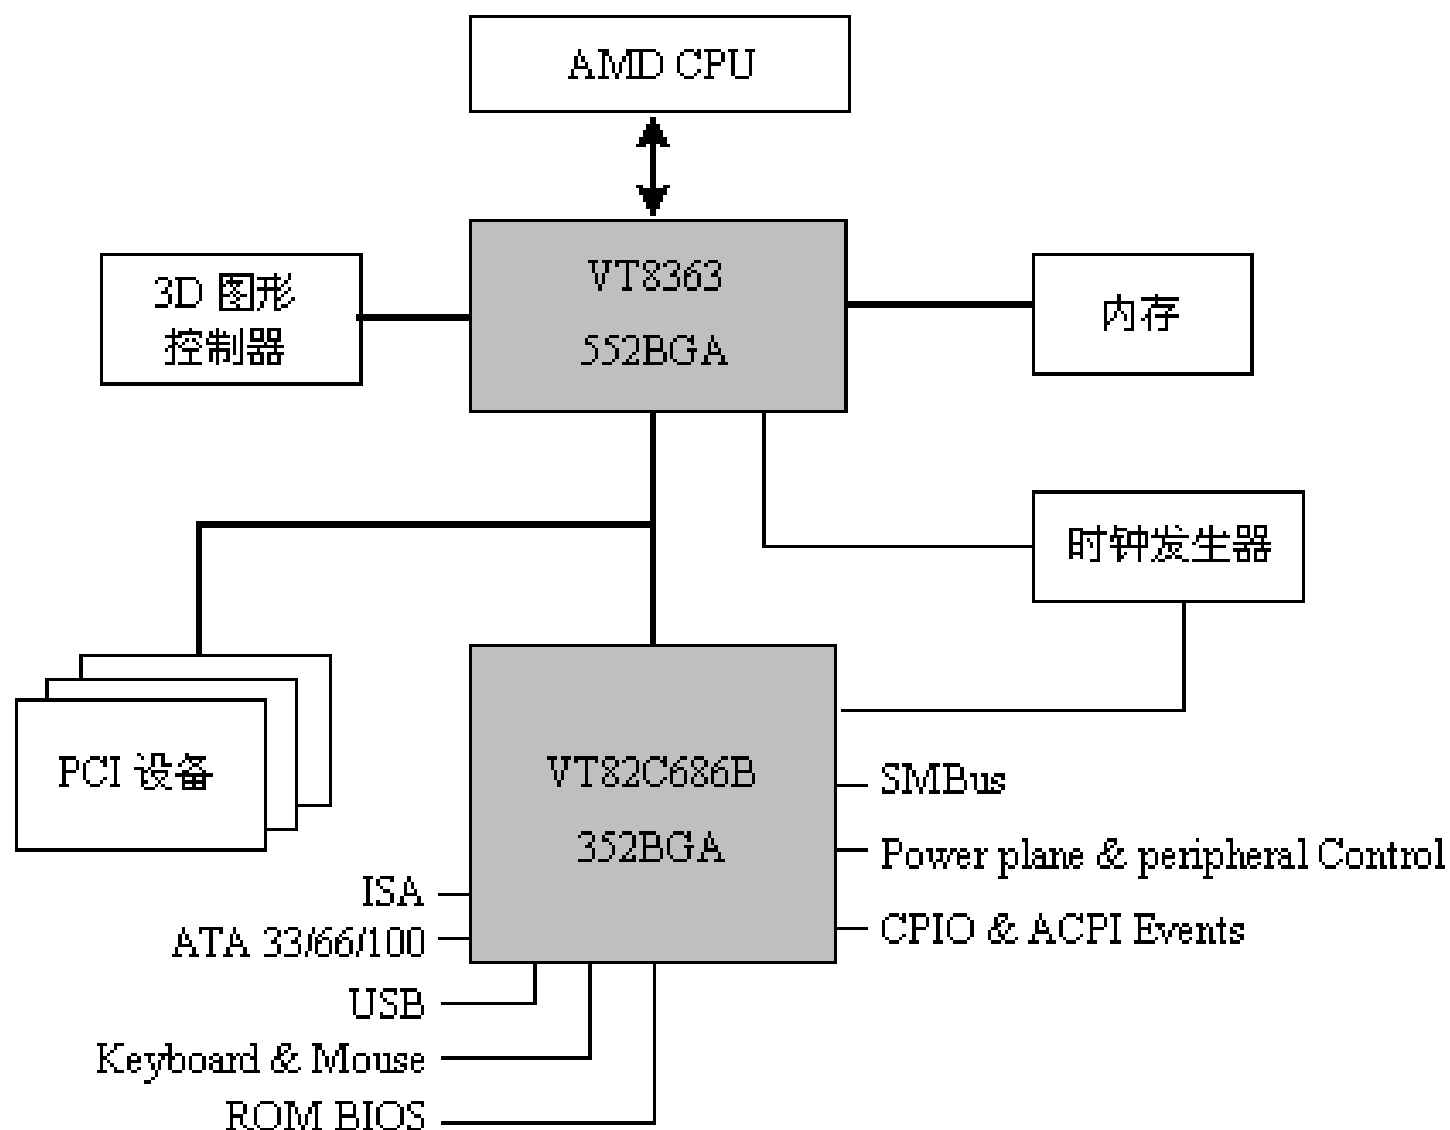 AMD CPU
VT8363
552BGA
3D 图形
控制器
内存
时钟发生器
PCI 设备
VT82C686B
352BGA
SMBus
Power plane & peripheral Control
CPIO & ACPI Events
ISA
ATA 33/66/100
USB
Keyboard & Mouse
ROM BIOS